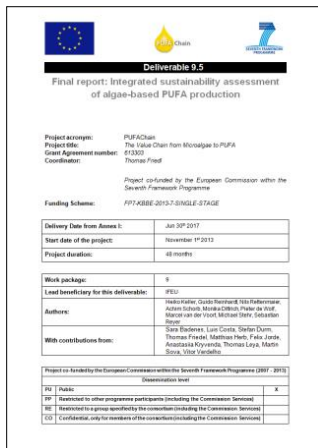 PUFAChain
SEVENTH FRAMEWORK
PROGRAMME
Deliverable 9.5
Final report: Integrated sustainability assessment
of algae-based PUFA production
Project acronym: PUFAChain
Project title: The Value Chain from Microalgae to PUFA
Grant Agreement number: 613303
Coordinator: Thomas Friedl
Project co-funded by the European Commission within the
Seventh Framework Programme
Funding Scheme: FP7-KBBE-2013-7-SINGLE-STAGE
Delivery Date from Annex I: Jun 30th 2017
Start date of the project: November 1st 2013
Project duration: 48 months
Work package: 9
Lead beneficiary for this deliverable: IFEU
Authors: Heiko Keller, Guido Reinhardt, Nils Rettenmaier,
Achim Schorb, Monika Dittrich, Pieter de Wolf,
Marcel van der Voort, Michael Stehr, Sebastian
Reyer
With contributions from: Sara Badenes, Luis Costa, Stefan Durm,
Thomas Friedel, Matthias Herb, Felix Jorde,
Anastasiia Kryvenda, Thomas Leya, Martin
Sova, Vitor Verdelho
Project co-funded by the European Commission within the Seventh Framework Programme (2007 - 2013)
Dissemination level
PU Public X
PP Restricted to other programme participants (including the Commission Services)
RE Restricted to a group specified by the consortium (including the Commission Services)
CO Confidential, only for members of the consortium (including the Commission Services)